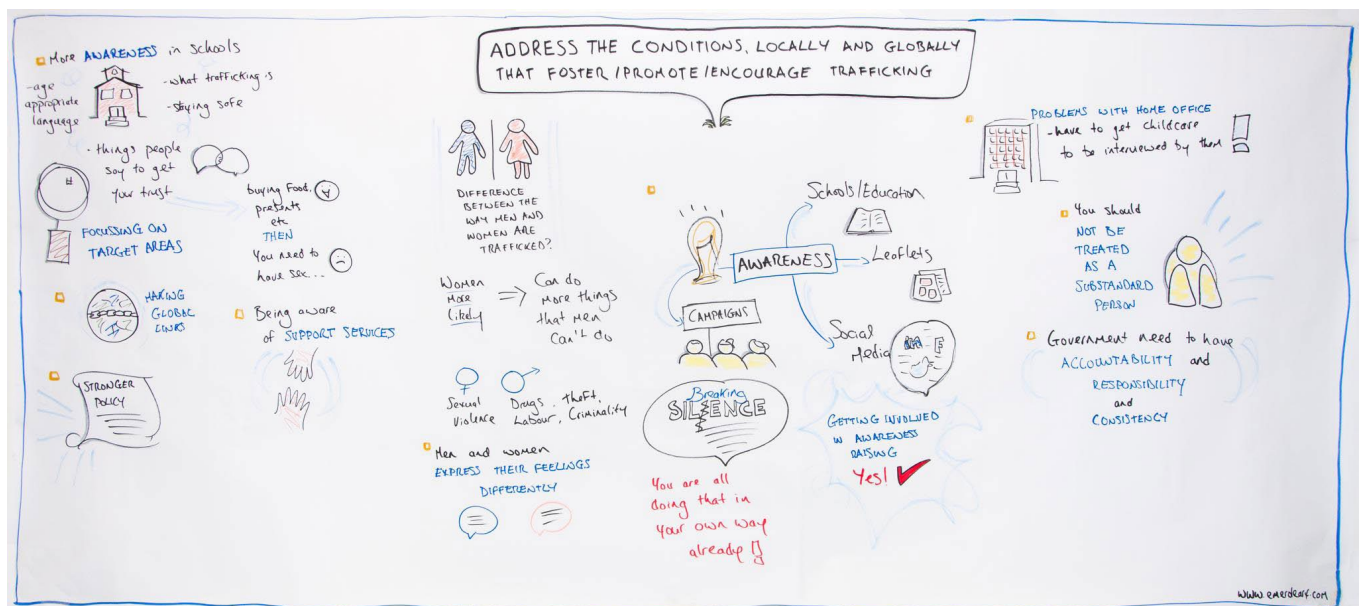 ADDRESS THE CONDITIONS, LOCALLY AND GLOBALLY
THAT FOSTER/PROMOTE/ENCOURAGE TRAFFICKING
More AWARENESS in schools
-age
appropriate
language
-what trafficking is
-staying safe
-things people
say to get
your trust
buying food,
presents
etc
THEN
You need to
have sex...
FOCUSSING ON
TARGET AREAS
MAKING
GLOBAL
LINKS
Being aware
of SUPPORT SERVICES
STRONGER
POLICY
DIFFERENCE
BETWEEN THE
WAY MEN AND
WOMEN ARE
TRAFFICKED?
Women
More
likely
Can do
more things
that men
can't do
Sexual
violence
Drugs, theft,
Labour, Criminality
Men and women
EXPRESS THEIR FEELINGS
DIFFERENTLY
AWARENESS
Schools/Education
Leaflets
Social
Media
CAMPAIGNS
Breaking
SILENCE
You are all
doing that in
your own way
already
GETTING INVOLVED
IN AWARENESS
RAISING
Yes!
PROBLEMS WITH HOME OFFICE
-have to get childcare
to be interviewed by them
You should
NOT BE
TREATED
AS A
SUBSTANDARD
PERSON
Government need to have
ACCOUNTABILITY and
RESPONSIBILITY
and
CONSISTENCY